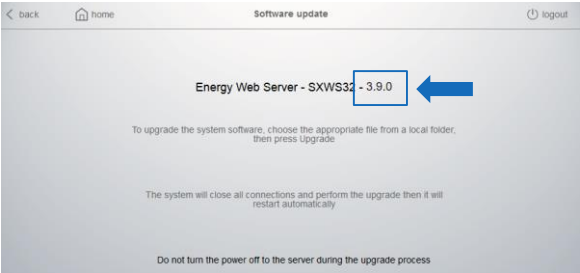 back home Software update logout
Energy Web Server - SXWS32 - 3.9.0
To upgrade the system software, choose the appropriate file from a local folder,
then press Upgrade
The system will close all connections and perform the upgrade then it will
restart automatically
Do not turn the power off to the server during the upgrade process